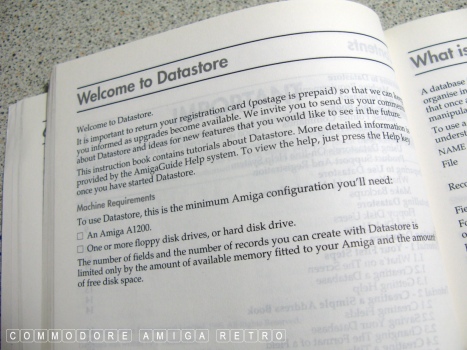 Welcome to Datastore
Welcome to Datastore.
It is important to return your registration card (postage is prepaid) so that we can keep
you informed as upgrades become available. We invite you to send us your comments
about Datastore and ideas for new features that you would like to see in the future.
This instruction book contains tutorials about Datastore. More detailed information is
provided by the AmigaGuide Help system. To view the help, just press the Help key
once you have started Datastore.
Machine Requirements
To use Datastore, this is the minimum Amiga configuration you'll need:
☐ An Amiga A1200.
☐ One or more floppy disk drives, or hard disk drive.
The number of fields and the number of records you can create with Datastore is
limited only by the amount of available memory fitted to your Amiga and the amount
of free disk space.
What is
A database
organise in
that once
manipula
To use a
underst
NAME
File
Reco
Fie
COMMODORE AMIGA RETRO